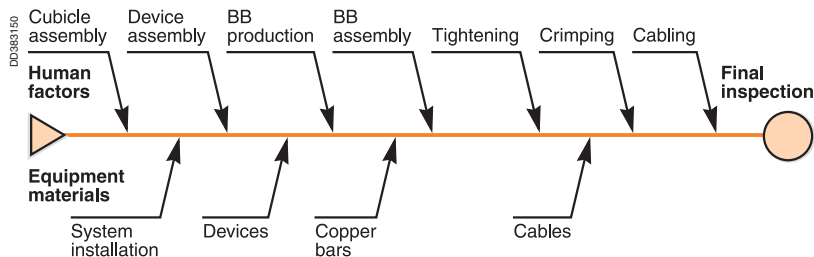 DD383150
Cubicle
assembly
Device
assembly
BB
production
BB
assembly
Tightening
Crimping
Cabling
Human
factors
Final
inspection
Equipment
materials
System
installation
Devices
Copper
bars
Cables